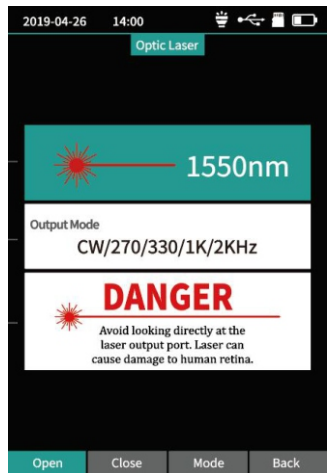 2019-04-26 14:00
Optic Laser
1550nm
Output Mode
CW/270/330/1K/2KHz
DANGER
Avoid looking directly at the
laser output port. Laser can
cause damage to human retina.
Open Close Mode Back